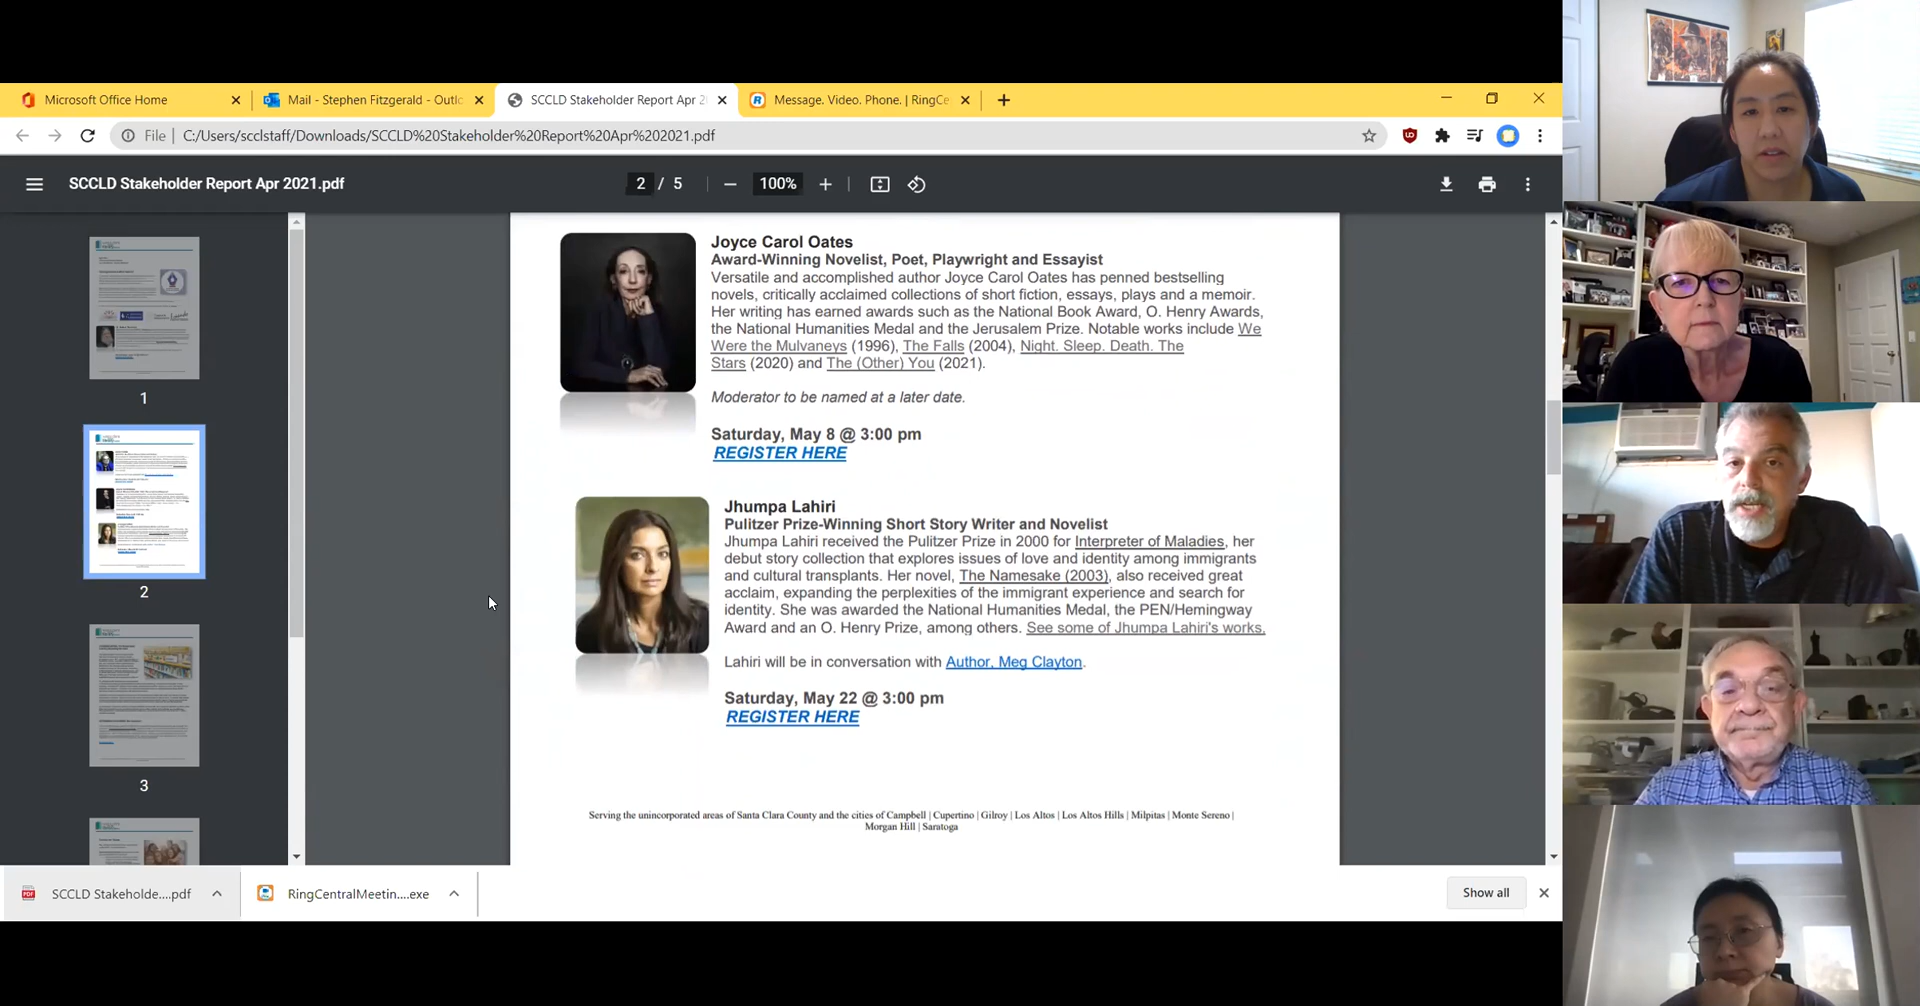 Microsoft Office Home
Mail - Stephen Fitzgerald - Outlo
SCCLD Stakeholder Report Apr 2
Message. Video. Phone. | RingCe
File
C:/Users/scclstaff/Downloads/SCCLD%20Stakeholder%20Report%20Apr%202021.pdf
SCCLD Stakeholder Report Apr 2021.pdf
2 / 5
100%
1
2
3
Joyce Carol Oates
Award-Winning Novelist, Poet, Playwright and Essayist
Versatile and accomplished author Joyce Carol Oates has penned bestselling
novels, critically acclaimed collections of short fiction, essays, plays and a memoir.
Her writing has earned awards such as the National Book Award, O. Henry Awards,
the National Humanities Medal and the Jerusalem Prize. Notable works include We
Were the Mulvaneys (1996), The Falls (2004), Night. Sleep. Death. The
Stars (2020) and The (Other) You (2021).
Moderator to be named at a later date.
Saturday, May 8 @ 3:00 pm
REGISTER HERE
Jhumpa Lahiri
Pulitzer Prize-Winning Short Story Writer and Novelist
Jhumpa Lahiri received the Pulitzer Prize in 2000 for Interpreter of Maladies, her
debut story collection that explores issues of love and identity among immigrants
and cultural transplants. Her novel, The Namesake (2003), also received great
acclaim, expanding the perplexities of the immigrant experience and search for
identity. She was awarded the National Humanities Medal, the PEN/Hemingway
Award and an O. Henry Prize, among others. See some of Jhumpa Lahiri's works.
Lahiri will be in conversation with Author, Meg Clayton.
Saturday, May 22 @ 3:00 pm
REGISTER HERE
Serving the unincorporated areas of Santa Clara County and the cities of Campbell | Cupertino | Gilroy | Los Altos | Los Altos Hills | Milpitas | Monte Sereno |
Morgan Hill | Saratoga
SCCLD Stakeholde....pdf
RingCentralMeetin....exe
Show all